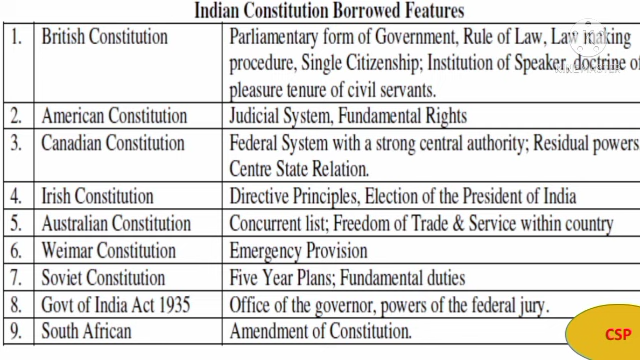 Indian Constitution Borrowed Features
1. British Constitution Parliamentary form of Government, Rule of Law, Law making
procedure, Single Citizenship; Institution of Speaker, doctrine of
pleasure tenure of civil servants.
2. American Constitution Judicial System, Fundamental Rights
3. Canadian Constitution Federal System with a strong central authority; Residual powers
Centre State Relation.
4. Irish Constitution Directive Principles, Election of the President of India
5. Australian Constitution Concurrent list; Freedom of Trade & Service within country
6. Weimar Constitution Emergency Provision
7. Soviet Constitution Five Year Plans; Fundamental duties
8. Govt of India Act 1935 Office of the governor, powers of the federal jury.
9. South African Amendment of Constitution.
CSP